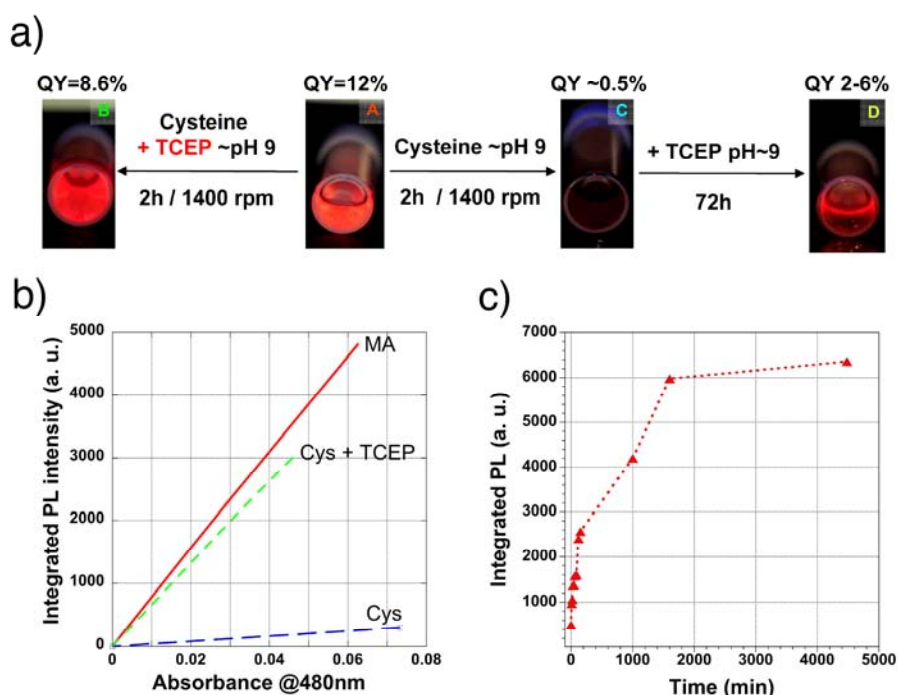 a)
QY=8.6%
QY=12%
QY ~0.5%
QY 2-6%
B
A
C
D
Cysteine
+ TCEP ~pH 9
2h / 1400 rpm
Cysteine ~pH 9
2h / 1400 rpm
+ TCEP pH~9
72h
b)
Integrated PL intensity (a. u.)
5000
4000
3000
2000
1000
0
MA
Cys + TCEP
Cys
0
0.02
0.04
0.06
0.08
Absorbance @480nm
c)
Integrated PL (a. u.)
7000
6000
5000
4000
3000
2000
1000
0
1000
2000
3000
4000
5000
Time (min)